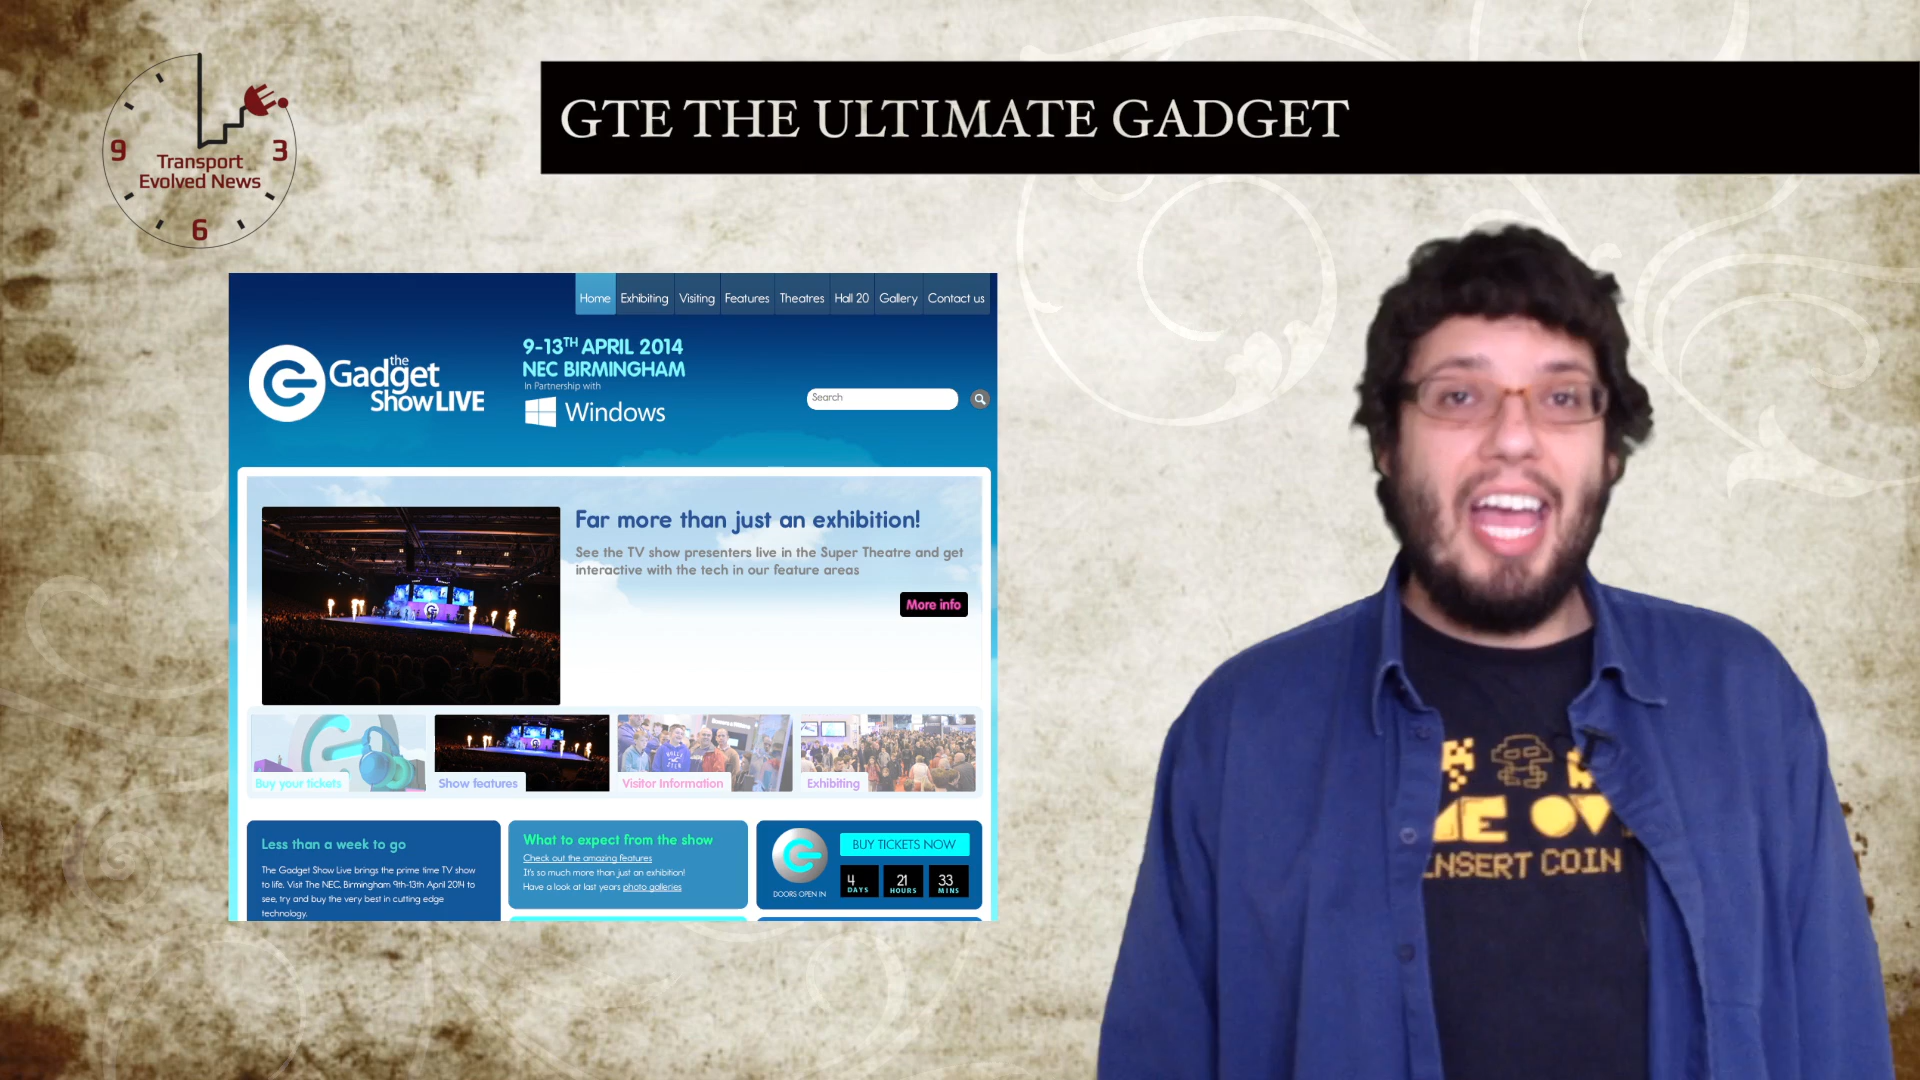 GTE THE ULTIMATE GADGET
9
3
6
Transport
Evolved News
Home Exhibiting Visiting Features Theatres Hall 20 Gallery Contact us
the
Gadget
Show LIVE
9-13TH APRIL 2014
NEC BIRMINGHAM
In Partnership with
Windows
Search
Far more than just an exhibition!
See the TV show presenters live in the Super Theatre and get
interactive with the tech in our feature areas
More info
Buy your tickets
Show features
Visitor Information
Exhibiting
Less than a week to go
The Gadget Show Live brings the prime time TV show
to life. Visit The NEC, Birmingham 9th-13th April 2014 to
see, try and buy the very best in cutting edge
technology.
What to expect from the show
Check out the amazing features
It's so much more than just an exhibition!
Have a look at last years photo galleries
BUY TICKETS NOW
DOORS OPEN IN
4 DAYS
21 HOURS
33 MINS
ME OV
INSERT COIN